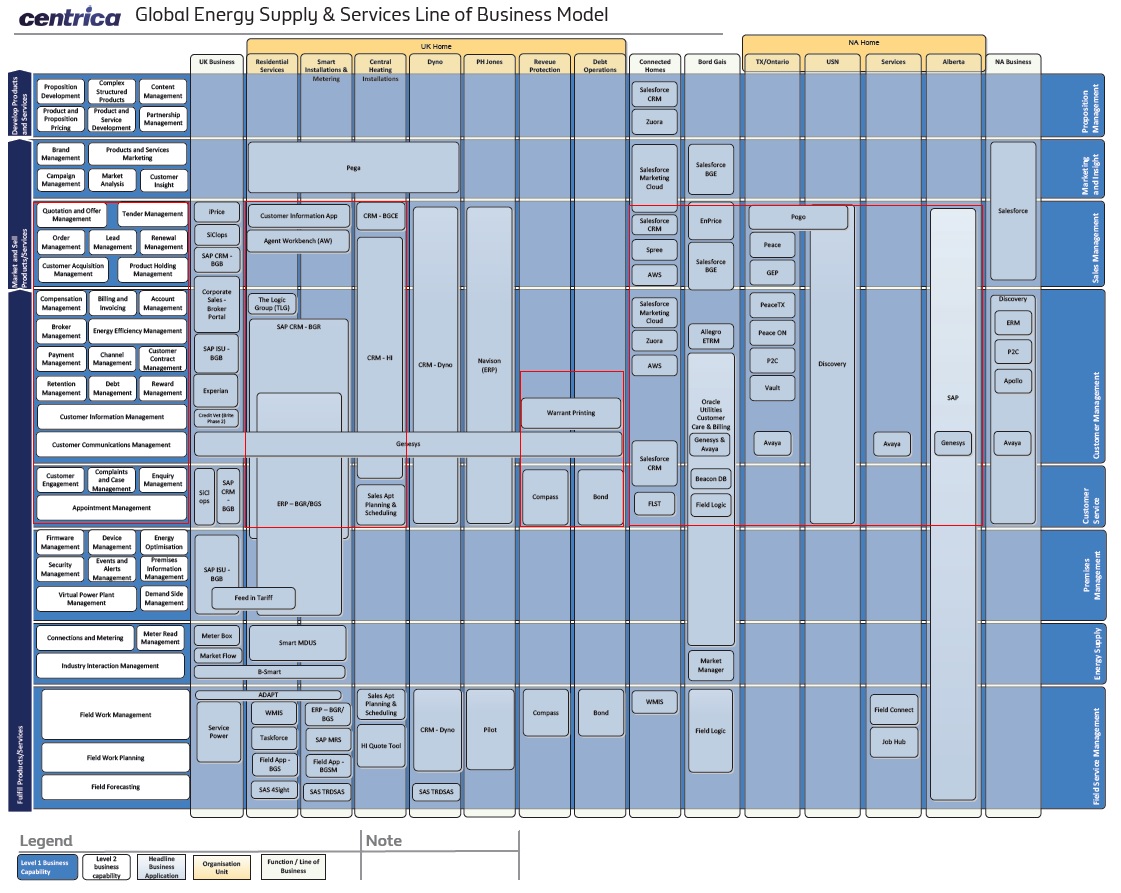 centrica Global Energy Supply & Services Line of Business Model
UK Home
NA Home
UK Business
Residential
Services
Smart
Installations &
Metering
Central
Heating
Installations
Dyno
PH Jones
Reveue
Protection
Debt
Operations
Connected
Homes
Bord Gais
TX/Ontario
USN
Services
Alberta
NA Business
Develop Products
and Services
Proposition
Development
Complex
Structured
Products
Content
Management
Product and
Proposition
Pricing
Product and
Service
Development
Partnership
Management
Salesforce
CRM
Zuora
Proposition
Management
Market and Sell
Products/Services
Brand
Management
Products and Services
Marketing
Campaign
Management
Market
Analysis
Customer
Insight
Pega
Salesforce
Marketing
Cloud
Salesforce
BGE
Salesforce
Marketing
and Insight
Quotation and Offer
Management
Tender Management
Order
Management
Lead
Management
Renewal
Management
Customer Acquisition
Management
Product Holding
Management
iPrice
SiClops
SAP CRM -
BGB
Corporate
Sales -
Broker
Portal
Customer Information App
Agent Workbench (AW)
CRM - BGCE
Salesforce
CRM
Spree
AWS
EnPrice
Salesforce
BGE
Pogo
Peace
GEP
Sales Management
Fulfil Products/Services
Compensation
Management
Billing and
Invoicing
Account
Management
Broker
Management
Energy Efficiency Management
Payment
Management
Channel
Management
Customer
Contract
Management
Retention
Management
Debt
Management
Reward
Management
Customer Information Management
Customer Communications Management
SAP ISU -
BGB
Experian
Credit Vet (Brite
Phase 2)
The Logic
Group (TLG)
SAP CRM - BGR
CRM - HI
CRM - Dyno
Navison
(ERP)
Warrant Printing
Genesys
Salesforce
Marketing
Cloud
Zuora
AWS
Salesforce
CRM
Allegro
ETRM
Oracle
Utilities
Customer
Care & Billing
Genesys &
Avaya
PeaceTX
Peace ON
P2C
Vault
Avaya
Discovery
Avaya
SAP
Genesys
Discovery
ERM
P2C
Apollo
Avaya
Customer Management
Customer
Engagement
Complaints
and Case
Management
Enquiry
Management
Appointment Management
SiCl
ops
SAP
CRM
-
BGB
ERP – BGR/BGS
Sales Apt
Planning &
Scheduling
Compass
Bond
FLST
Beacon DB
Field Logic
Customer
Service
Firmware
Management
Device
Management
Energy
Optimisation
Security
Management
Events and
Alerts
Management
Premises
Information
Management
Virtual Power Plant
Management
Demand Side
Management
SAP ISU -
BGB
Feed in Tariff
Premises
Management
Connections and Metering
Meter Read
Management
Industry Interaction Management
Meter Box
Market Flow
Smart MDUS
B-Smart
Market
Manager
Energy Supply
Field Work Management
Field Work Planning
Field Forecasting
ADAPT
Service
Power
WMIS
Taskforce
Field App -
BGS
SAS 4Sight
ERP – BGR/
BGS
SAP MRS
Field App -
BGSM
SAS TRDSAS
Sales Apt
Planning &
Scheduling
HI Quote Tool
CRM - Dyno
SAS TRDSAS
Pilot
Compass
Bond
WMIS
Field Logic
Field Connect
Job Hub
Field Service Management
Legend
Note
Level 1 Business
Capability
Level 2
business
capability
Headline
Business
Application
Organisation
Unit
Function / Line of
Business